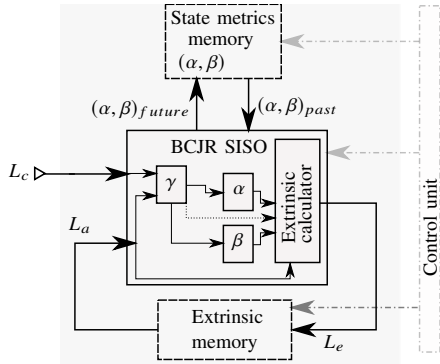 State metrics
memory
(α, β)
(α, β)future
(α, β)past
BCJR SISO
Lc
γ
α
β
Extrinsic
calculator
La
Extrinsic
memory
Le
Control unit